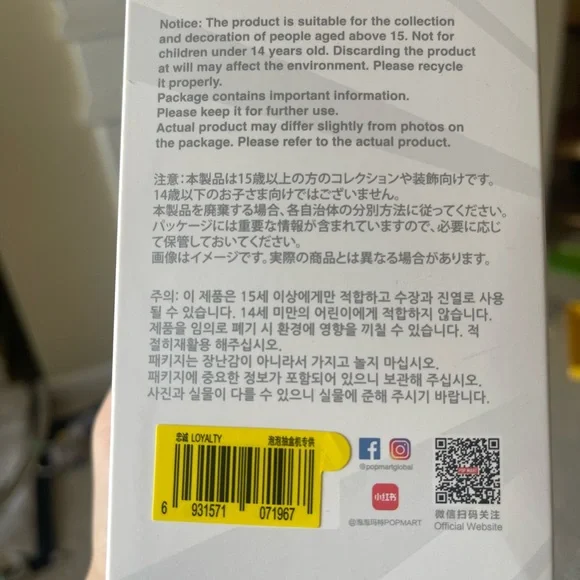 Notice: The product is suitable for the collection
and decoration of people aged above 15. Not for
children under 14 years old. Discarding the product
at will may affect the environment. Please recycle
it properly.
Package contains important information.
Please keep it for further use.
Actual product may differ slightly from photos on
the package. Please refer to the actual product.
注意:本製品は15歳以上の方のコレクションや装飾向けです。
14歳以下のお子さま向けではございません。
本製品を廃棄する場合、各自治体の分別方法に従ってください。
パッケージには重要な情報が含まれていますので、必要に応じ
て保管しておいてください。
画像はイメージです。実際の商品とは異なる場合があります。
주의: 이 제품은 15세 이상에게만 적합하고 수장과 진열로 사용
될 수 있습니다. 14세 미만의 어린이에게 적합하지 않습니다.
제품을 임의로 폐기 시 환경에 영향을 끼칠 수 있습니다. 적
절히재활용 해주십시오.
패키지는 장난감이 아니라서 가지고 놀지 마십시오.
패키지에 중요한 정보가 포함되어 있으니 보관해 주십시오.
사진과 실물이 다를 수 있으니 실물에 준해 주시기 바랍니다.
忠诚 LOYALTY 泡泡抽盒机专供
6 931571 071967
@popmartglobal
小红书
@泡泡玛特POPMART
POP MART
微信扫码关注
Official Website